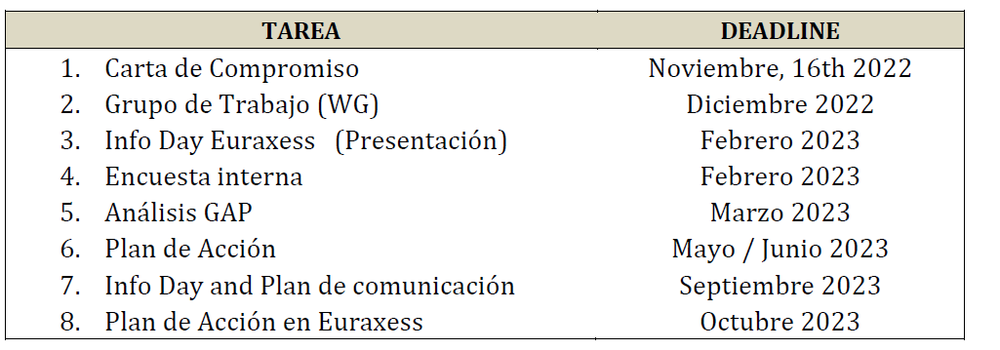 TAREA DEADLINE
1. Carta de Compromiso Noviembre, 16th 2022
2. Grupo de Trabajo (WG) Diciembre 2022
3. Info Day Euraxess (Presentación) Febrero 2023
4. Encuesta interna Febrero 2023
5. Análisis GAP Marzo 2023
6. Plan de Acción Mayo / Junio 2023
7. Info Day and Plan de comunicación Septiembre 2023
8. Plan de Acción en Euraxess Octubre 2023